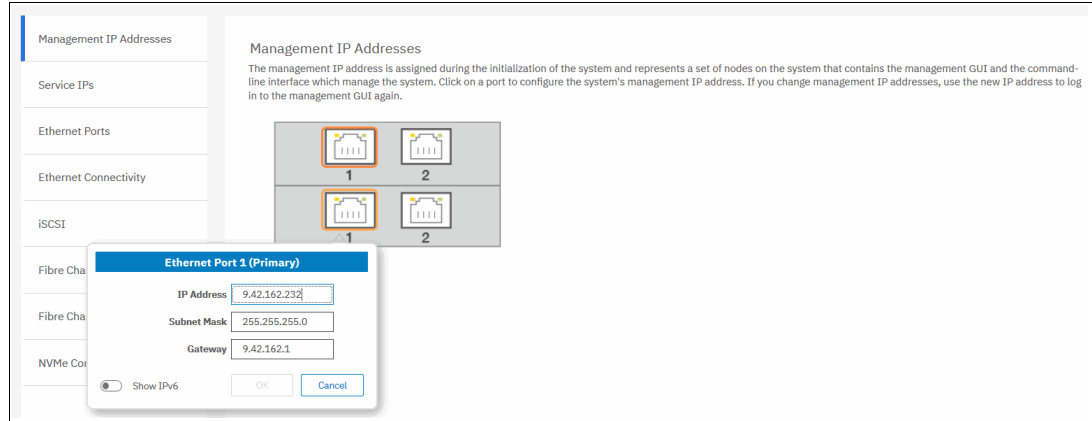 Management IP Addresses
Service IPs
Ethernet Ports
Ethernet Connectivity
iSCSI
Fibre Cha
Fibre Cha
NVMe Con
Management IP Addresses
The management IP address is assigned during the initialization of the system and represents a set of nodes on the system that contains the management GUI and the command-
line interface which manage the system. Click on a port to configure the system's management IP address. If you change management IP addresses, use the new IP address to log
in to the management GUI again.
1 2
1 2
Ethernet Port 1 (Primary)
IP Address 9.42.162.232
Subnet Mask 255.255.255.0
Gateway 9.42.162.1
Show IPv6 OK Cancel